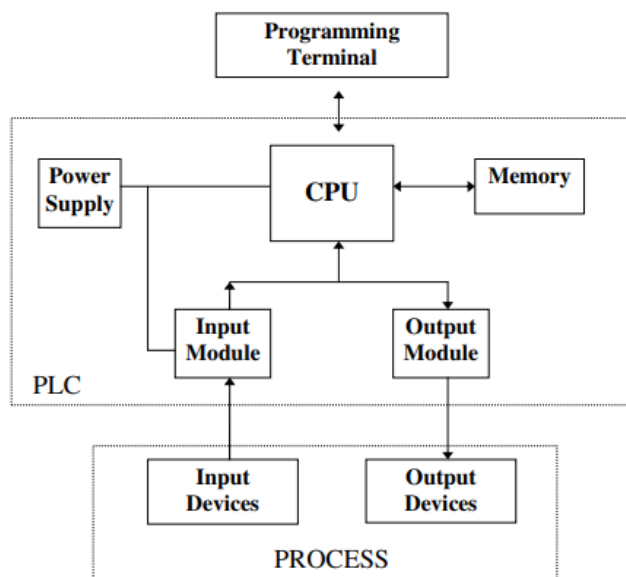 Programming
Terminal
Power
Supply
CPU
Memory
Input
Module
Output
Module
PLC
Input
Devices
Output
Devices
PROCESS